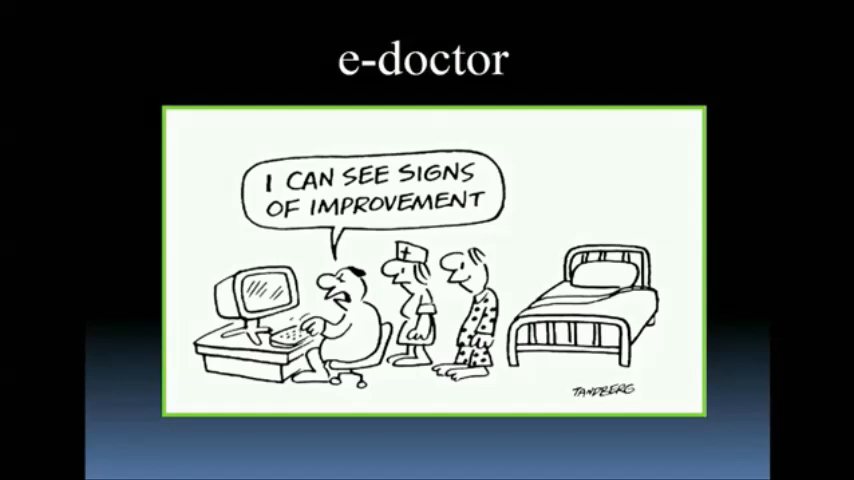 e-doctor
I CAN SEE SIGNS
OF IMPROVEMENT
TANDBERG